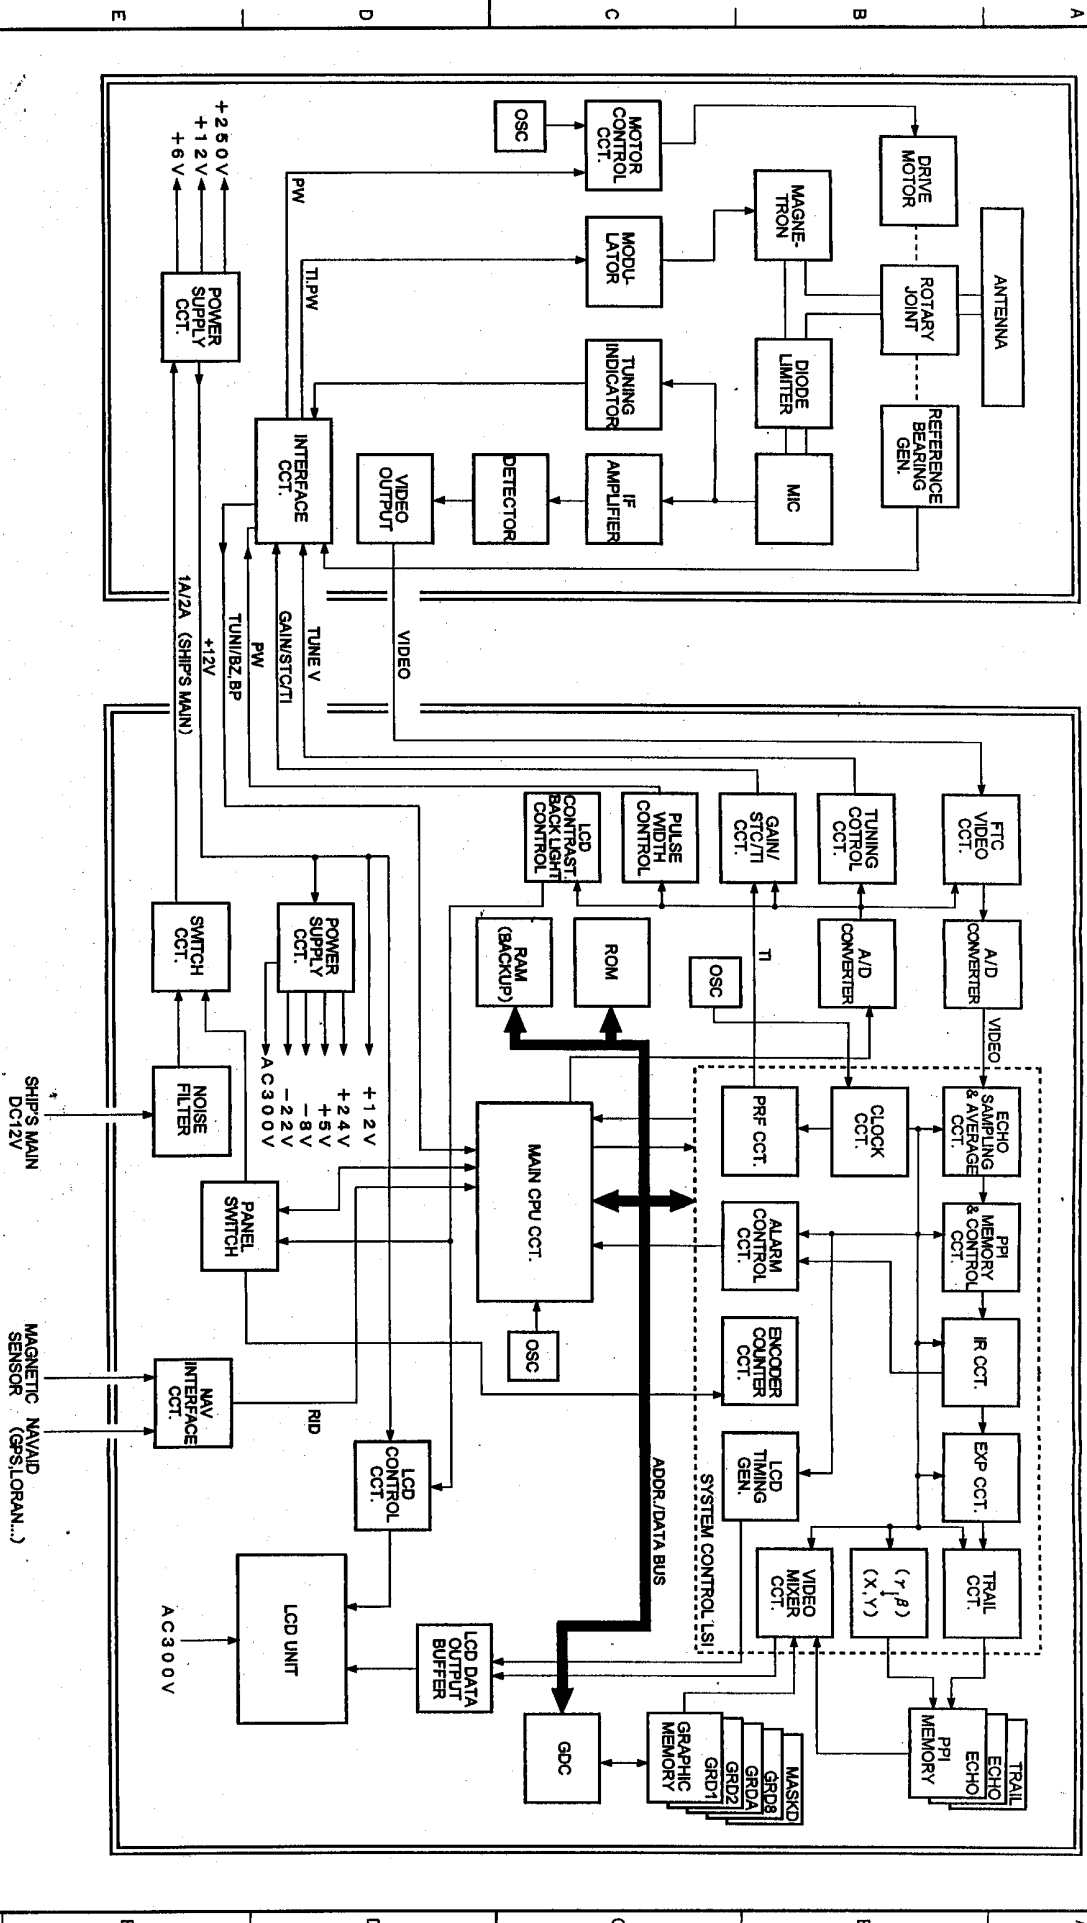 A
B
C
D
E
ANTENNA
DRIVE
MOTOR
ROTARY
JOINT
REFERENCE
BEARING
GEN.
MAGNE-
TRON
DIODE
LIMITER
MIC
OSC
MOTOR
CONTROL
CCT.
MODU-
LATOR
TUNING
INDICATOR
IF
AMPLIFIER
DETECTOR
VIDEO
OUTPUT
PW
TI.PW
INTERFACE
CCT.
+250V
+12V
+6V
POWER
SUPPLY
CCT.
VIDEO
TUNE V
GAIN/STC/TI
PW
TUNI/BZ,BP
+12V
1A/2A (SHIP'S MAIN)
FTC
VIDEO
CCT.
A/D
CONVERTER
VIDEO
ECHO
SAMPLING
& AVERAGE
CCT.
PPI
MEMORY
& CONTROL
CCT.
IR CCT.
EXP CCT.
TRAIL
CCT.
TRAIL
ECHO
ECHO
PPI
MEMORY
TUNING
COTROL
CCT.
A/D
CONVERTER
CLOCK
CCT.
(γ,β)
↓
(X,Y)
GAIN/
STC/TI
CCT.
TI
OSC
PRF CCT.
ALARM
CONTROL
CCT.
ENCODER
COUNTER
CCT.
LCD
TIMING
GEN.
VIDEO
MIXER
CCT.
SYSTEM CONTROL LSI
MASKD
GRD8
GRDA
GRD2
GRD1
GRAPHIC
MEMORY
PULSE
WIDTH
CONTROL
LCD
CONTRAST.
BACK LIGHT
CONTROL
ROM
RAM
(BACKUP)
ADDR./DATA BUS
MAIN CPU CCT.
OSC
GDC
LCD DATA
OUTPUT
BUFFER
POWER
SUPPLY
CCT.
+12V
+24V
+5V
-8V
-22V
AC300V
LCD
CONTROL
CCT.
RID
LCD UNIT
AC300V
SWITCH
CCT.
NOISE
FILTER
PANEL
SWITCH
NAV
INTERFACE
CCT.
SHIP'S MAIN
DC12V
MAGNETIC NAVAID
SENSOR (GPS,LORAN...)